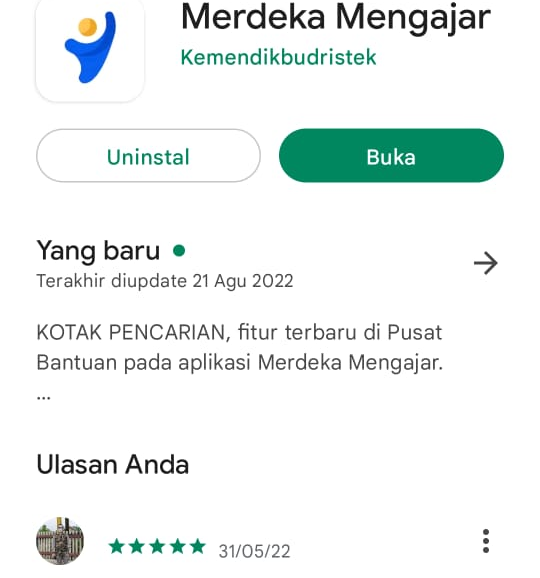 Merdeka Mengajar
Kemendikbudristek
Uninstal
Buka
Yang baru
Terakhir diupdate 21 Agu 2022
KOTAK PENCARIAN, fitur terbaru di Pusat
Bantuan pada aplikasi Merdeka Mengajar.
...
Ulasan Anda
31/05/22